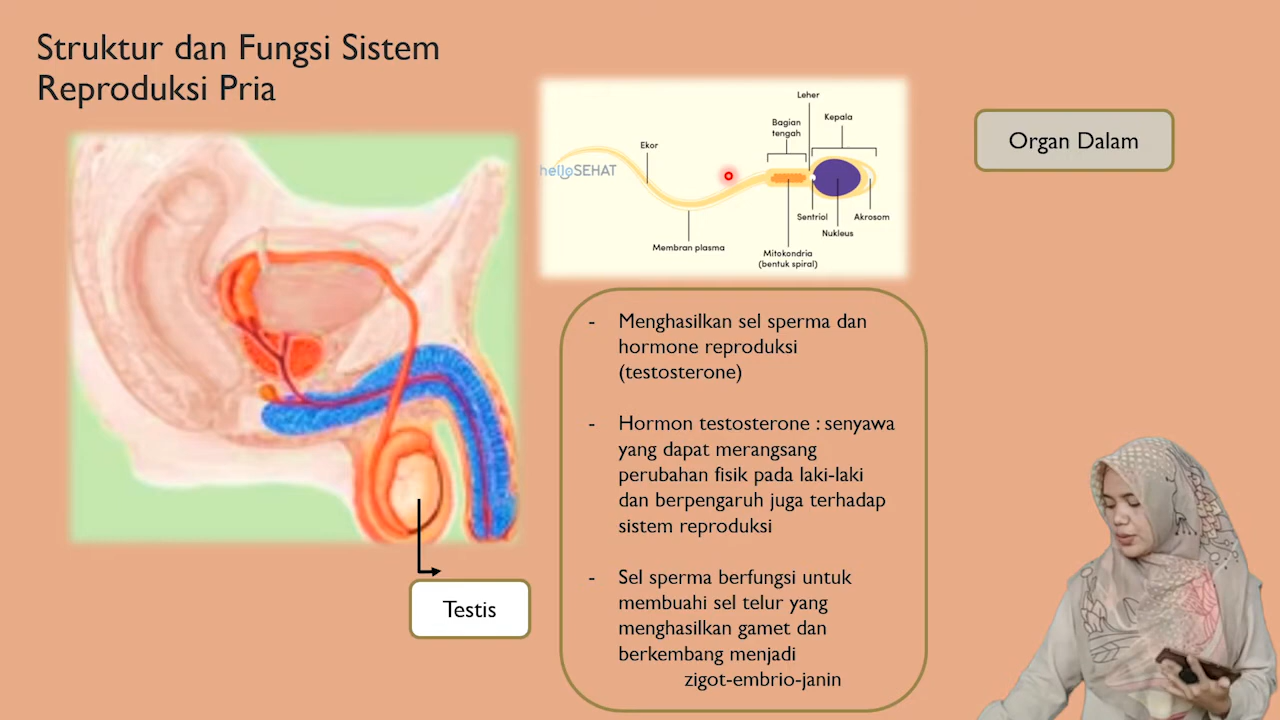 Struktur dan Fungsi Sistem
Reproduksi Pria
Leher
Kepala
Bagian
tengah
Ekor
helloSEHAT
Sentriol
Akrosom
Nukleus
Membran plasma
Mitokondria
(bentuk spiral)
Organ Dalam
- Menghasilkan sel sperma dan
hormone reproduksi
(testosterone)
- Hormon testosterone : senyawa
yang dapat merangsang
perubahan fisik pada laki-laki
dan berpengaruh juga terhadap
sistem reproduksi
- Sel sperma berfungsi untuk
membuahi sel telur yang
menghasilkan gamet dan
berkembang menjadi
zigot-embrio-janin
Testis